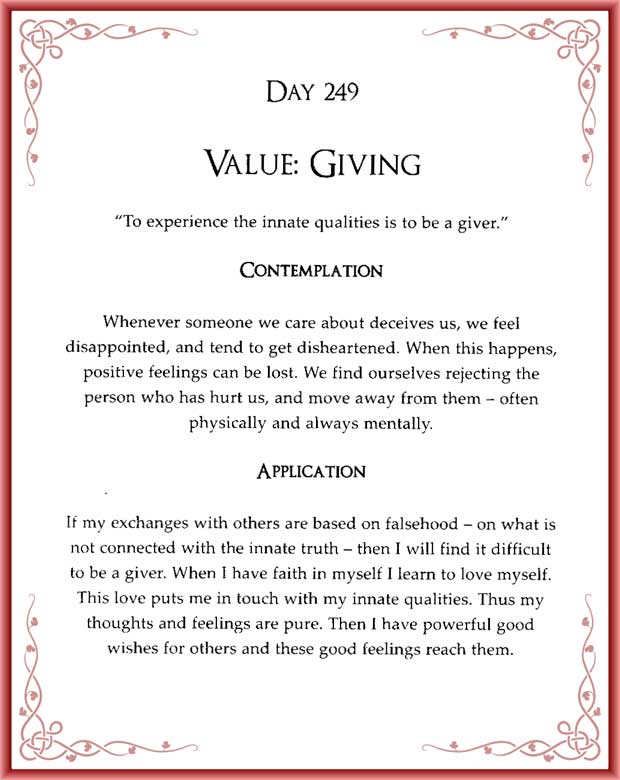 DAY 249
VALUE: GIVING
“To experience the innate qualities is to be a giver.”
CONTEMPLATION
Whenever someone we care about deceives us, we feel
disappointed, and tend to get disheartened. When this happens,
positive feelings can be lost. We find ourselves rejecting the
person who has hurt us, and move away from them – often
physically and always mentally.
APPLICATION
If my exchanges with others are based on falsehood – on what is
not connected with the innate truth – then I will find it difficult
to be a giver. When I have faith in myself I learn to love myself.
This love puts me in touch with my innate qualities. Thus my
thoughts and feelings are pure. Then I have powerful good
wishes for others and these good feelings reach them.